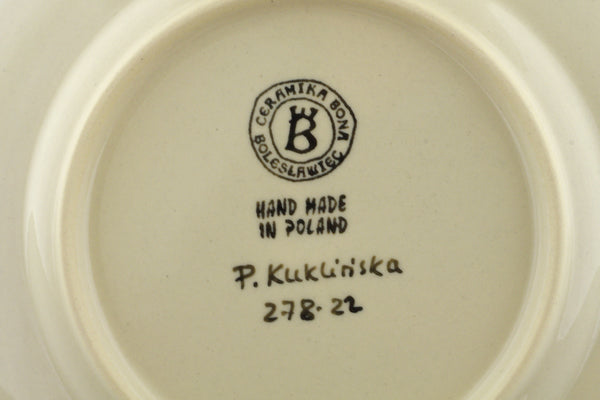 CERAMIKA BONA
BOLESŁAWIEC
B
HAND MADE
IN POLAND
P. Kuklińska
278-22